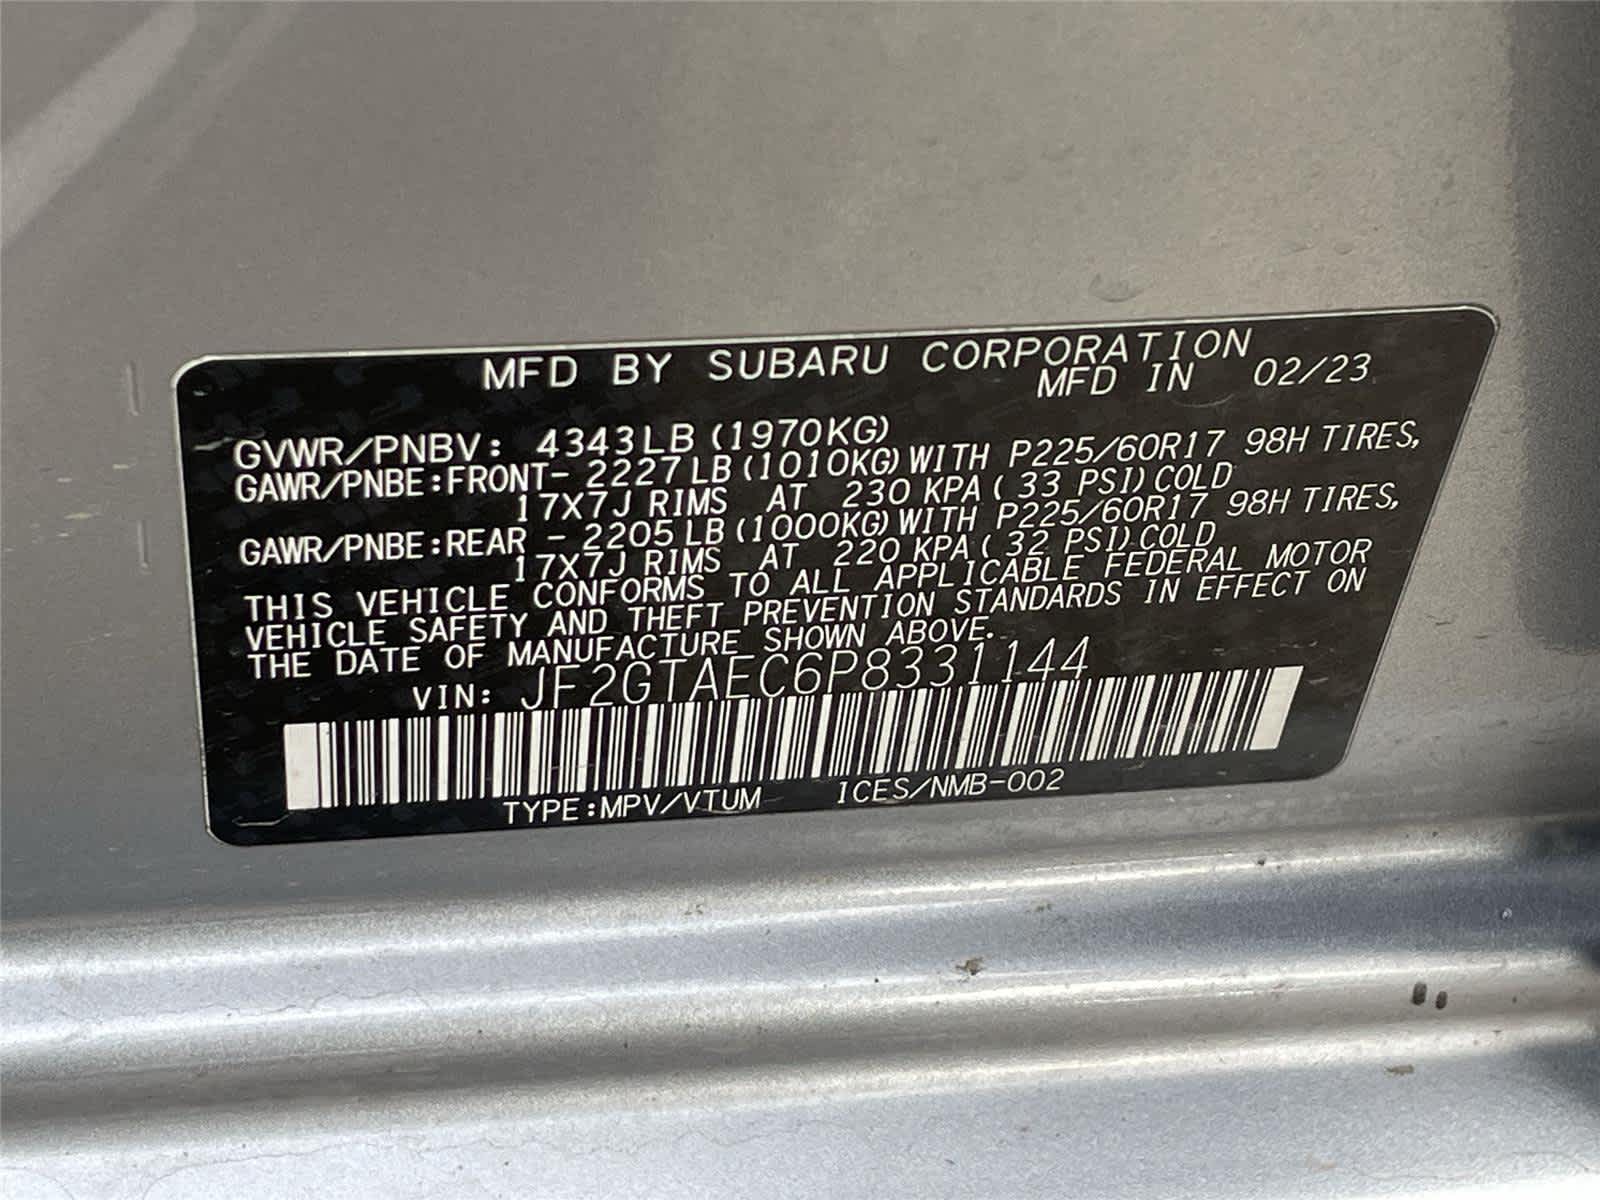 MFD BY SUBARU CORPORATION
MFD IN 02/23
GVWR/PNBV: 4343LB (1970KG)
GAWR/PNBE:FRONT- 2227LB(1010KG)WITH P225/60R17 98H TIRES,
17X7J RIMS AT 230 KPA( 33 PSI)COLD
GAWR/PNBE:REAR - 2205LB(1000KG)WITH P225/60R17 98H TIRES,
17X7J RIMS AT 220 KPA( 32 PSI)COLD
THIS VEHICLE CONFORMS TO ALL APPLICABLE FEDERAL MOTOR
VEHICLE SAFETY AND THEFT PREVENTION STANDARDS IN EFFECT ON
THE DATE OF MANUFACTURE SHOWN ABOVE.
VIN: JF2GTAEC6P8331144
TYPE:MPV/VTUM ICES/NMB-002